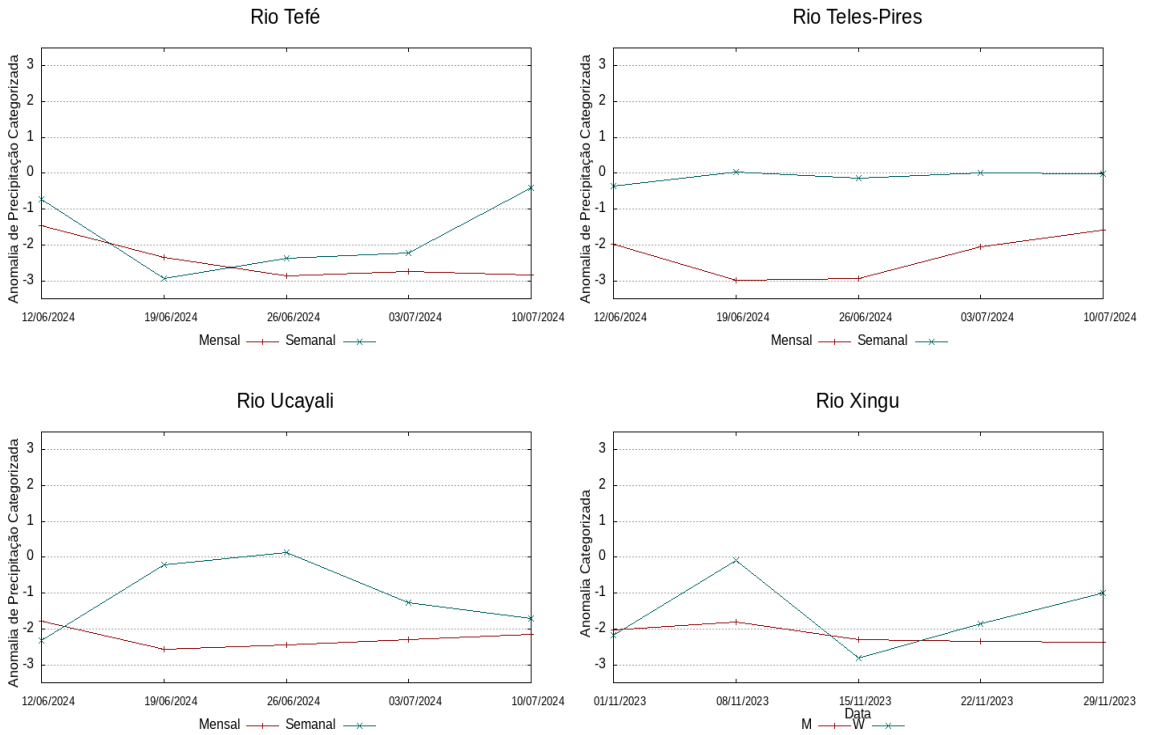 Rio Tefé
Anomalia de Precipitação Categorizada
3
2
1
0
-1
-2
-3
12/06/2024 19/06/2024 26/06/2024 03/07/2024 10/07/2024
Mensal Semanal
Rio Teles-Pires
Anomalia de Precipitação Categorizada
3
2
1
0
-1
-2
-3
12/06/2024 19/06/2024 26/06/2024 03/07/2024 10/07/2024
Mensal Semanal
Rio Ucayali
Anomalia de Precipitação Categorizada
3
2
1
0
-1
-2
-3
12/06/2024 19/06/2024 26/06/2024 03/07/2024 10/07/2024
Mensal Semanal
Rio Xingu
Anomalia Categorizada
3
2
1
0
-1
-2
-3
01/11/2023 08/11/2023 15/11/2023 22/11/2023 29/11/2023
Data
M W